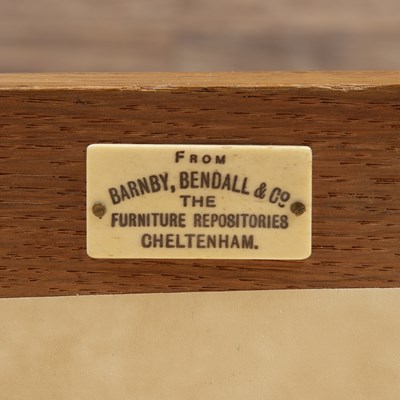 FROM
BARNBY, BENDALL & CO
THE
FURNITURE REPOSITORIES
CHELTENHAM.